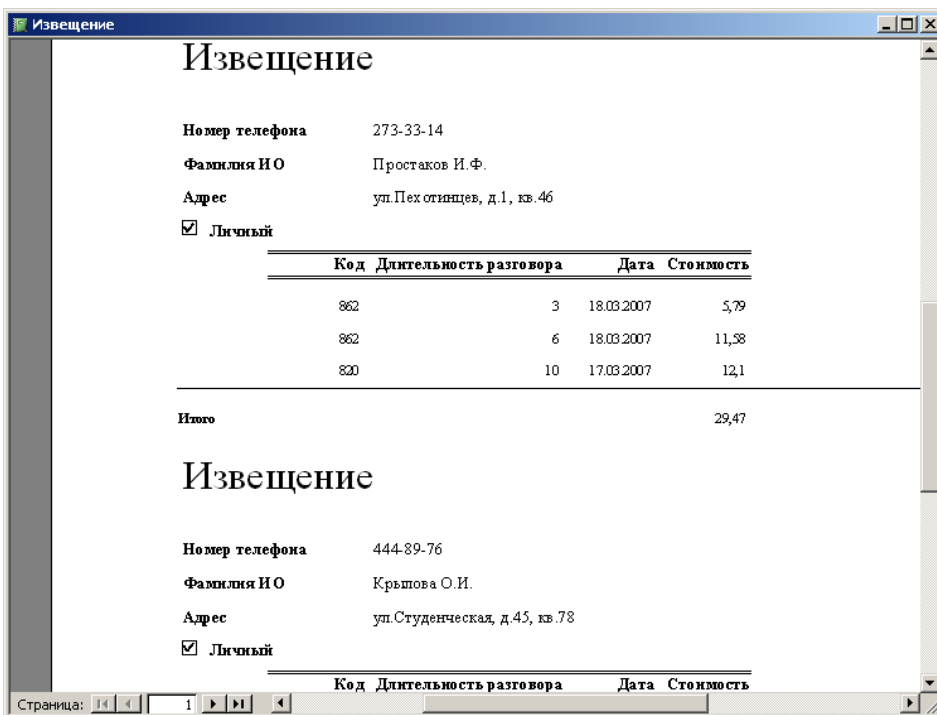 Извещение
Извещение
Номер телефона 273-33-14
Фамилия И О Простаков И.Ф.
Адрес ул.Пехотинцев, д.1, кв.46
Личный
Код Длительность разговора Дата Стоимость
862 3 18.03.2007 5,79
862 6 18.03.2007 11,58
820 10 17.03.2007 12,1
Итого 29,47
Извещение
Номер телефона 444-89-76
Фамилия И О Крылова О.И.
Адрес ул.Студенческая, д.45, кв.78
Личный
Код Длительность разговора Дата Стоимость
Страница: 1